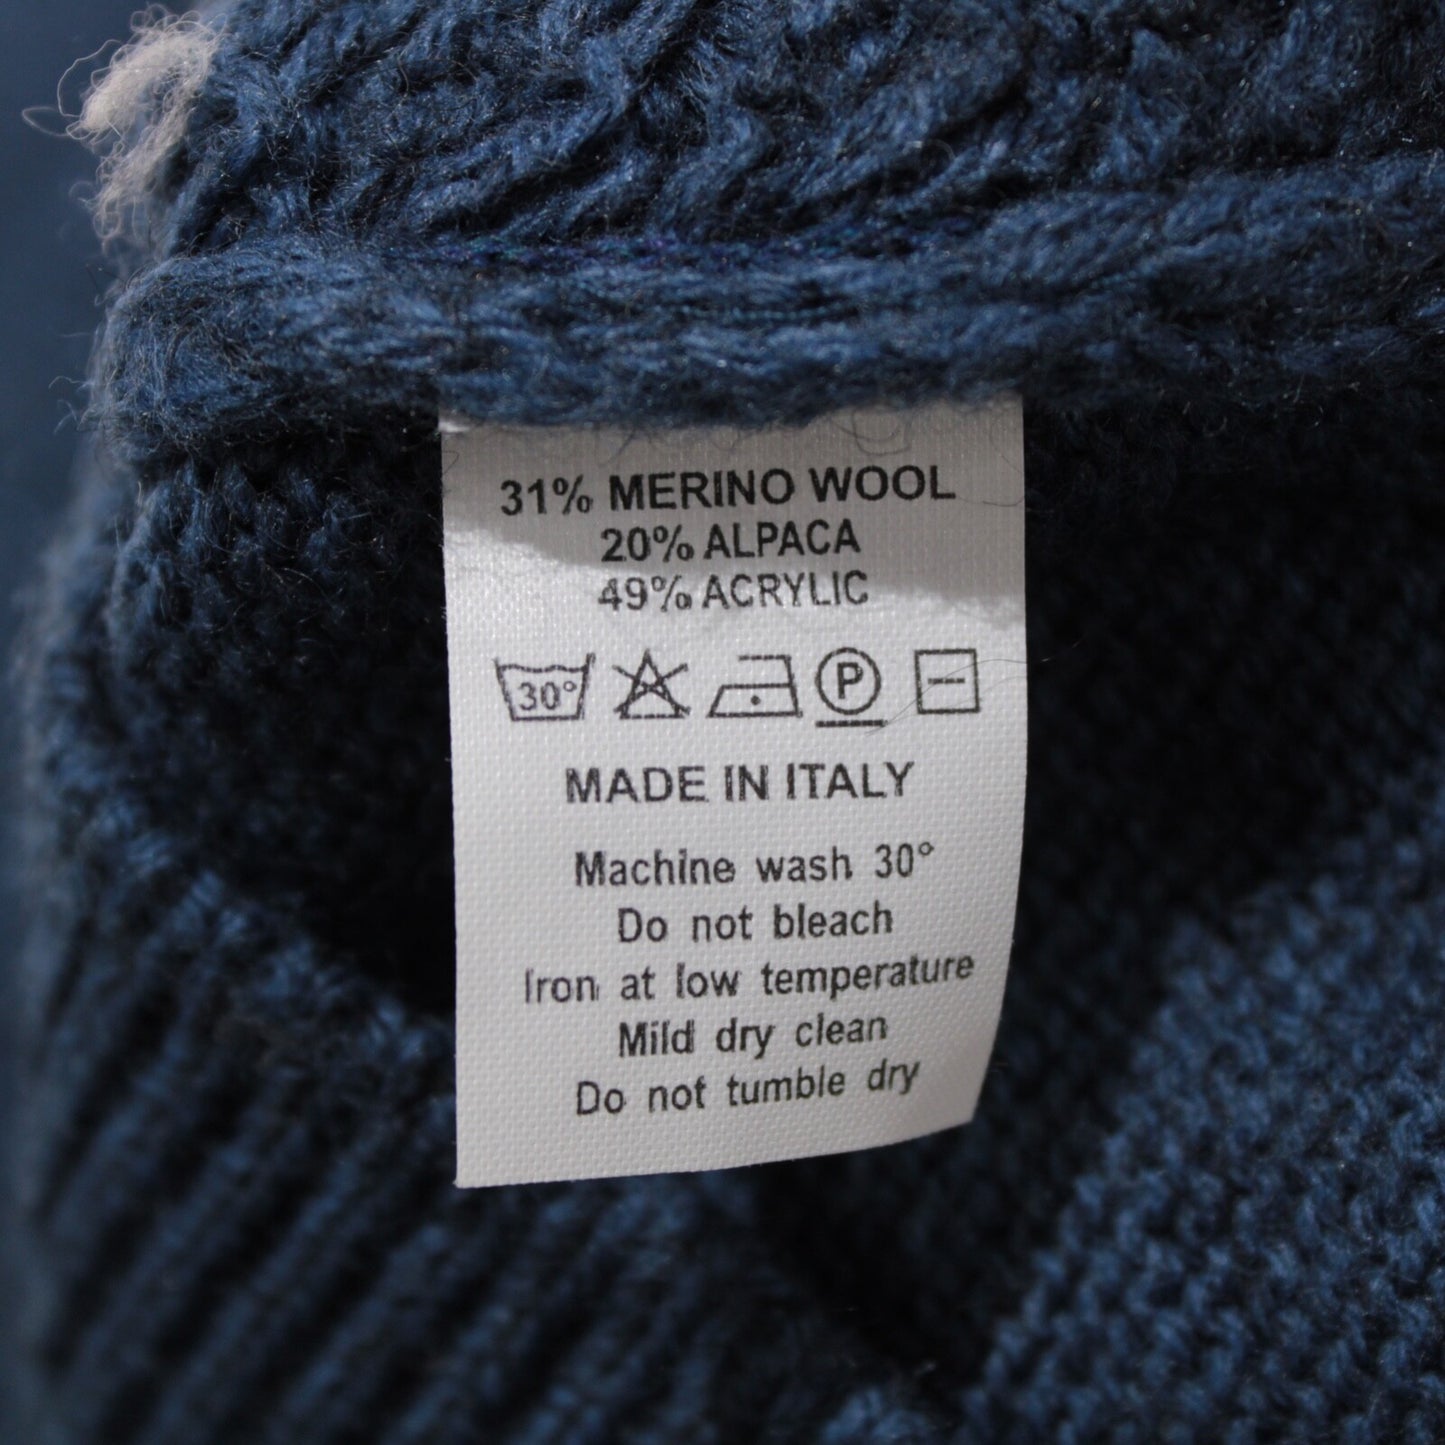 31% MERINO WOOL
20% ALPACA
49% ACRYLIC
30° P
MADE IN ITALY
Machine wash 30°
Do not bleach
Iron at low temperature
Mild dry clean
Do not tumble dry